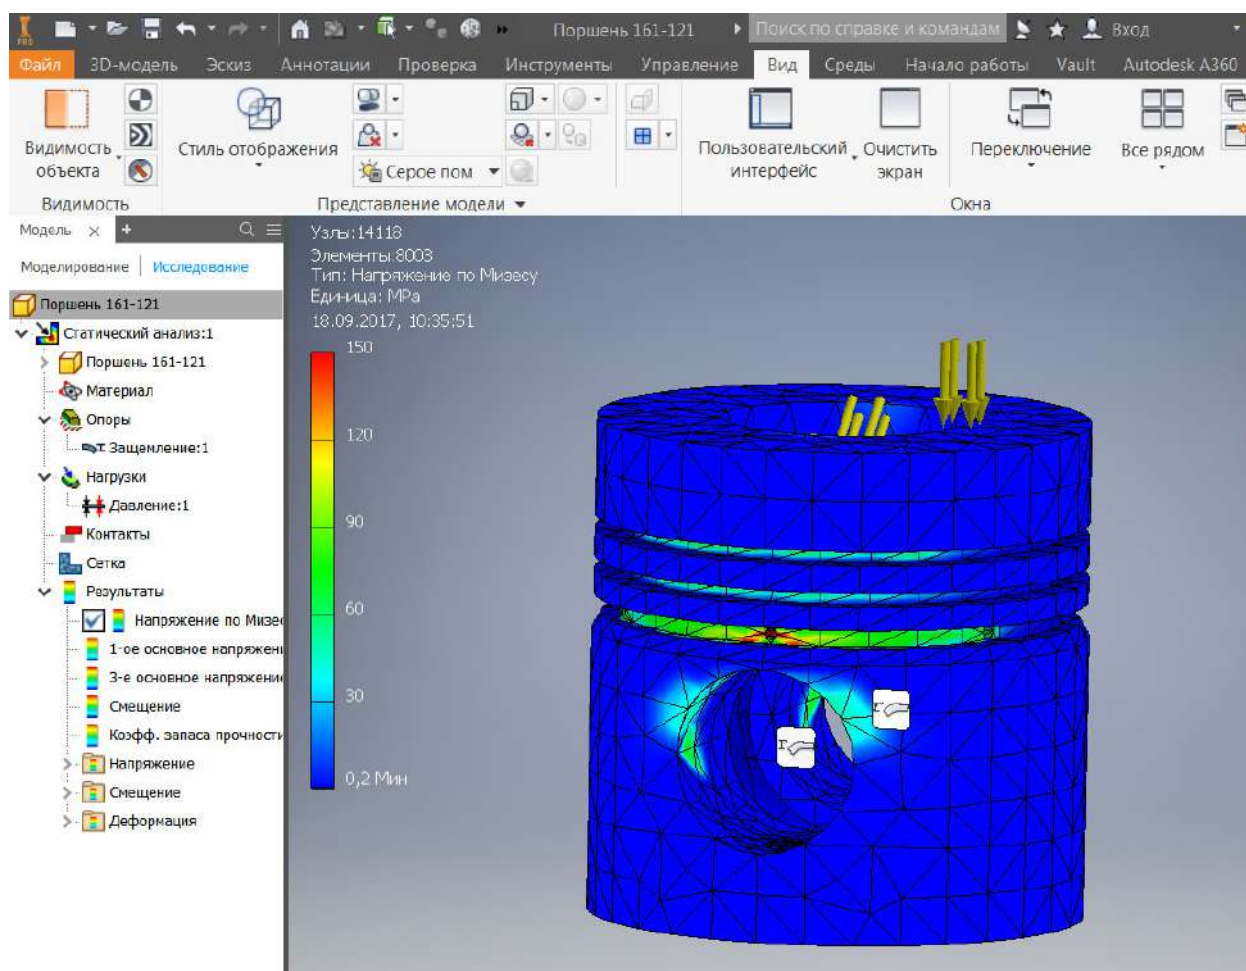 PRO
Поршень 161-121
Поиск по справке и командам
Вход
Файл 3D-модель Эскиз Аннотации Проверка Инструменты Управление Вид Среды Начало работы Vault Autodesk A360
Видимость объекта
Стиль отображения
Серое пом
Пользовательский интерфейс
Очистить экран
Переключение
Все рядом
Видимость
Представление модели
Окна
Модель
Моделирование | Исследование
Поршень 161-121
Статический анализ:1
Поршень 161-121
Материал
Опоры
Защемление:1
Нагрузки
Давление:1
Контакты
Сетка
Результаты
Напряжение по Мизес
1-ое основное напряжени
3-е основное напряжение
Смещение
Коэфф. запаса прочности
Напряжение
Смещение
Деформация
Узлы:14118
Элементы:8003
Тип: Напряжение по Мизесу
Единица: MPa
18.09.2017, 10:35:51
150
120
90
60
30
0,2 Мин